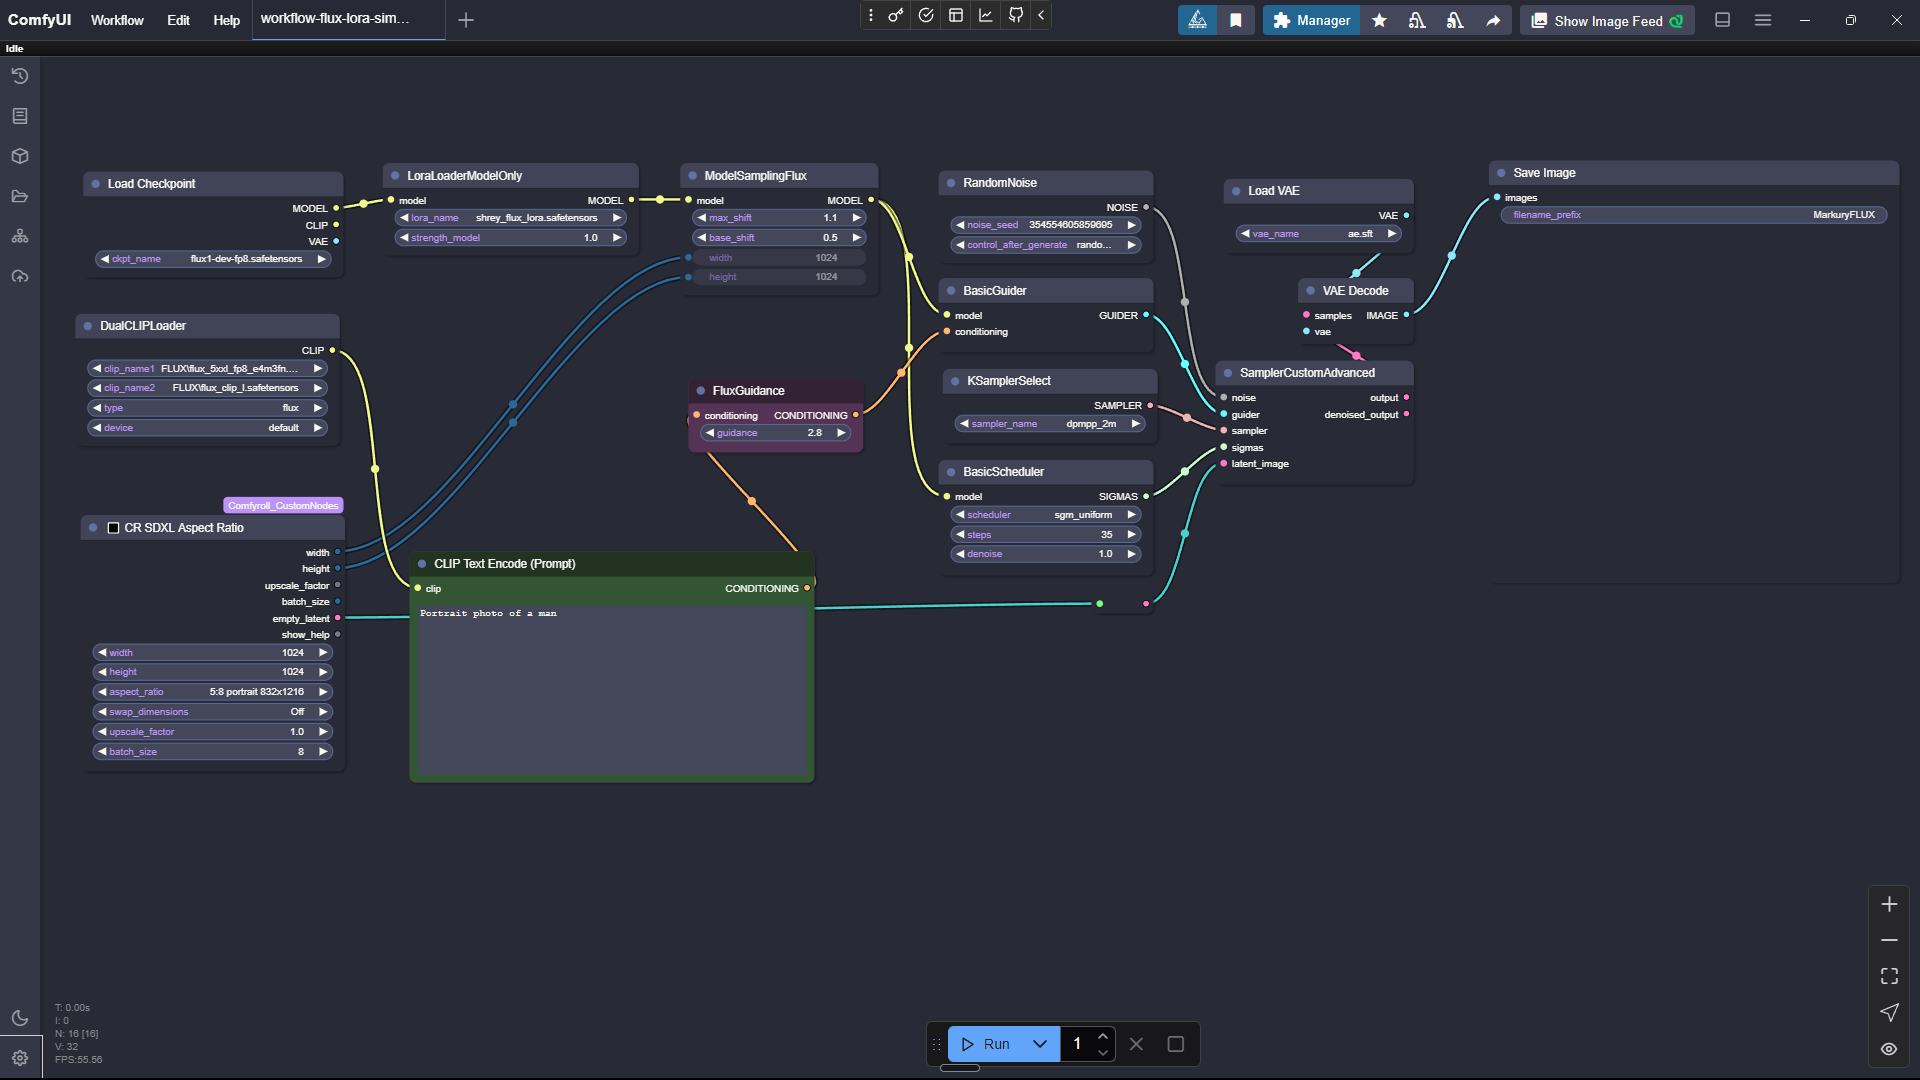 ComfyUI
Workflow
Edit
Help
workflow-flux-lora-sim...
Manager
Show Image Feed
Idle
Load Checkpoint
MODEL
CLIP
VAE
ckpt_name flux1-dev-fp8.safetensors
LoraLoaderModelOnly
model MODEL
lora_name shrey_flux_lora.safetensors
strength_model 1.0
ModelSamplingFlux
model MODEL
max_shift 1.1
base_shift 0.5
width 1024
height 1024
RandomNoise
NOISE
noise_seed 354554605859695
control_after_generate rando...
Load VAE
VAE
vae_name ae.sft
Save Image
images
filename_prefix MarkuryFLUX
DualCLIPLoader
CLIP
clip_name1 FLUX\flux_5xxl_fp8_e4m3fn....
clip_name2 FLUX\flux_clip_l.safetensors
type flux
device default
BasicGuider
model GUIDER
conditioning
VAE Decode
samples IMAGE
vae
FluxGuidance
conditioning CONDITIONING
guidance 2.8
KSamplerSelect
SAMPLER
sampler_name dpmpp_2m
SamplerCustomAdvanced
noise output
guider denoised_output
sampler
sigmas
latent_image
BasicScheduler
model SIGMAS
scheduler sgm_uniform
steps 35
denoise 1.0
Comfyroll_CustomNodes
CR SDXL Aspect Ratio
width
height
upscale_factor
batch_size
empty_latent
show_help
width 1024
height 1024
aspect_ratio 5:8 portrait 832x1216
swap_dimensions Off
upscale_factor 1.0
batch_size 8
CLIP Text Encode (Prompt)
clip CONDITIONING
Portrait photo of a man
T: 0.00s
I: 0
N: 16 [16]
V: 32
FPS:55.56
Run
1